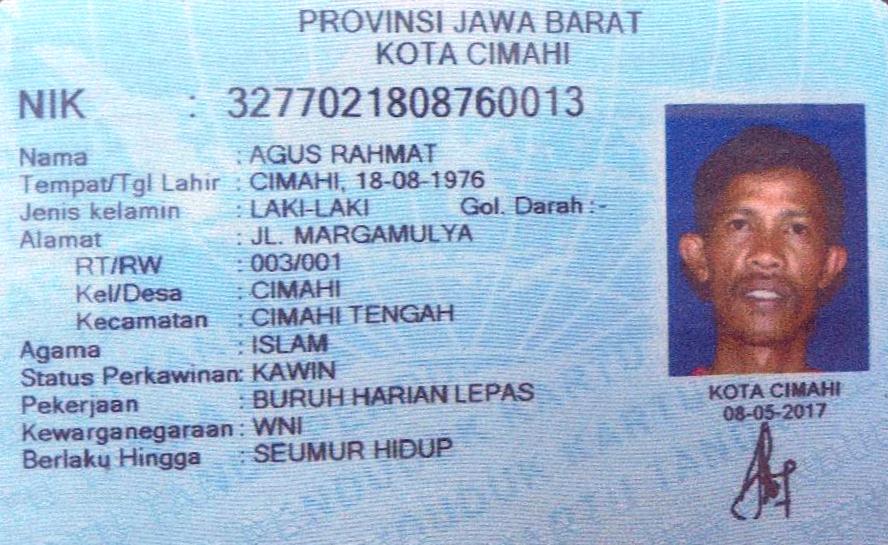 PROVINSI JAWA BARAT
KOTA CIMAHI
NIK : 3277021808760013
Nama : AGUS RAHMAT
Tempat/Tgl Lahir : CIMAHI, 18-08-1976
Jenis kelamin : LAKI-LAKI Gol. Darah : -
Alamat : JL. MARGAMULYA
RT/RW : 003/001
Kel/Desa : CIMAHI
Kecamatan : CIMAHI TENGAH
Agama : ISLAM
Status Perkawinan: KAWIN
Pekerjaan : BURUH HARIAN LEPAS
Kewarganegaraan : WNI
Berlaku Hingga : SEUMUR HIDUP
KOTA CIMAHI
08-05-2017